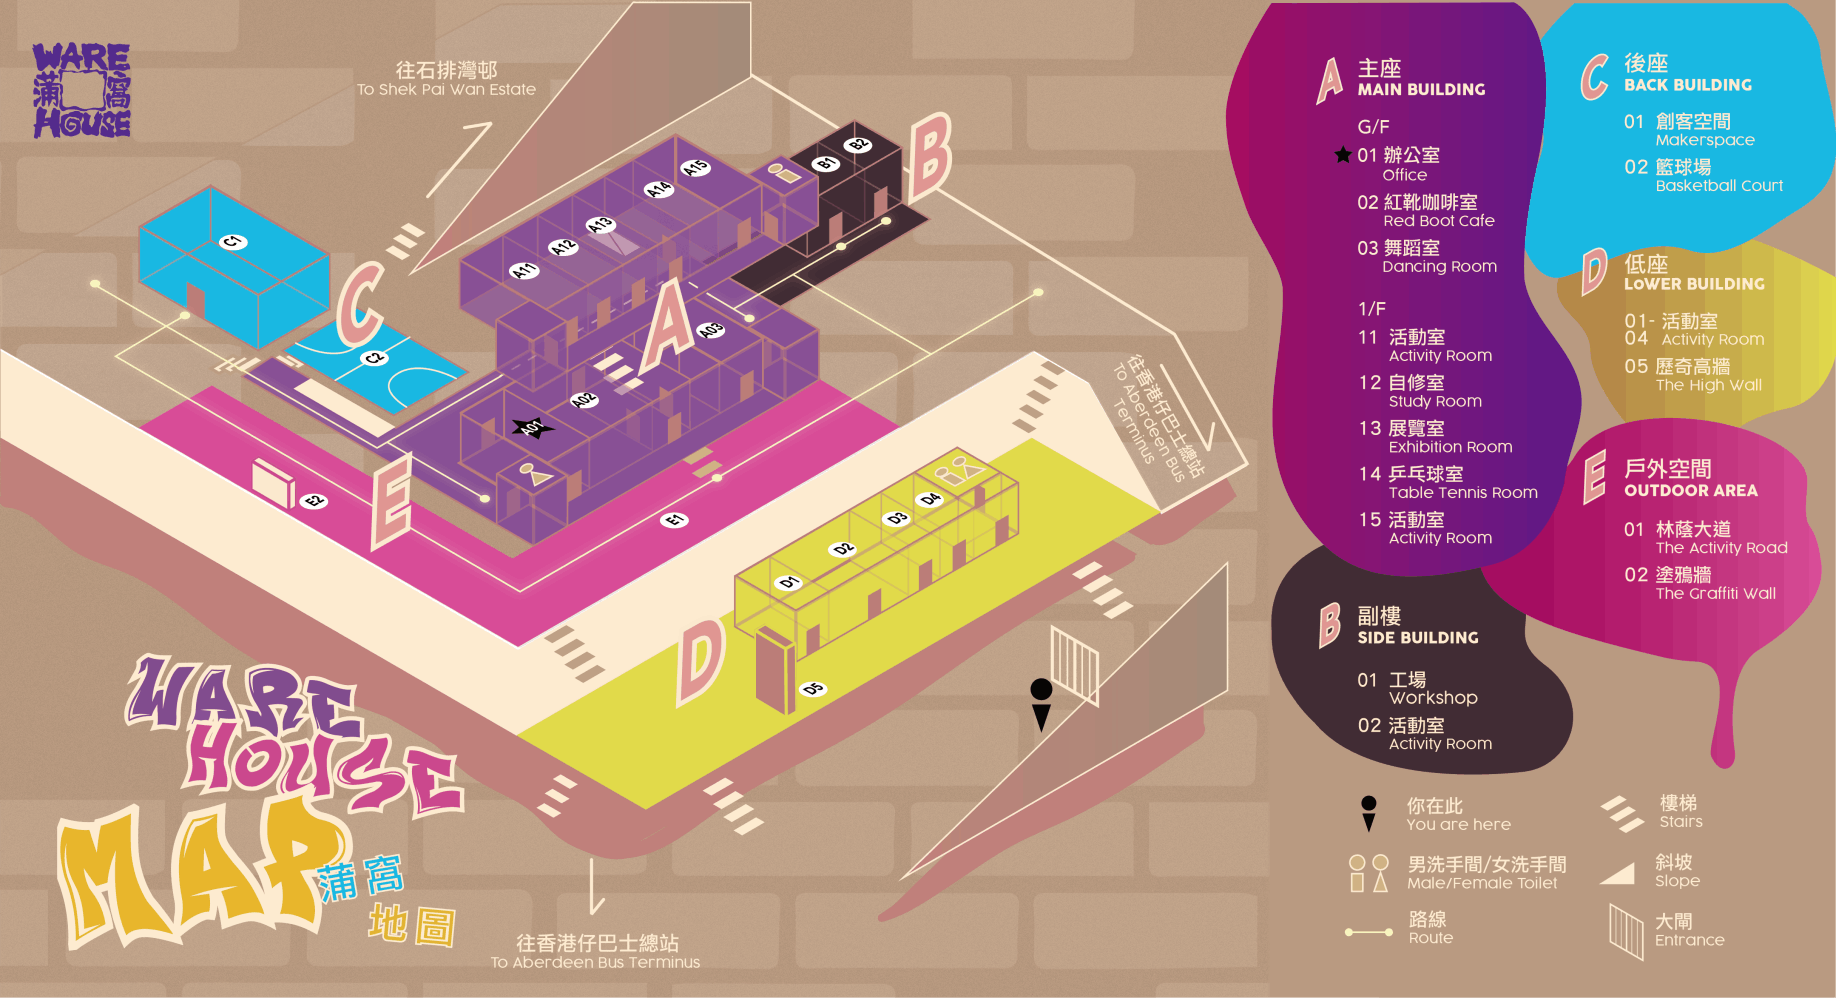 WARE
蒲窩
HOUSE
往石排灣邨
To Shek Pai Wan Estate
B
B2
B1
A15
A14
A13
A12
A11
C1
C
C2
A
A03
A02
A01
往香港仔巴士總站
To Aberdeen Bus
Terminus
E
E2
E1
D4
D3
D2
D1
D
D5
WARE
HOUSE
MAP
蒲窩
地圖
往香港仔巴士總站
To Aberdeen Bus Terminus
A
主座
MAIN BUILDING
G/F
01 辦公室
Office
02 紅靴咖啡室
Red Boot Cafe
03 舞蹈室
Dancing Room
1/F
11 活動室
Activity Room
12 自修室
Study Room
13 展覽室
Exhibition Room
14 乒乓球室
Table Tennis Room
15 活動室
Activity Room
B
副樓
SIDE BUILDING
01 工場
Workshop
02 活動室
Activity Room
C
後座
BACK BUILDING
01 創客空間
Makerspace
02 籃球場
Basketball Court
D
低座
LOWER BUILDING
01- 活動室
04 Activity Room
05 歷奇高牆
The High Wall
E
戶外空間
OUTDOOR AREA
01 林蔭大道
The Activity Road
02 塗鴉牆
The Graffiti Wall
你在此
You are here
男洗手間/女洗手間
Male/Female Toilet
路線
Route
樓梯
Stairs
斜坡
Slope
大閘
Entrance